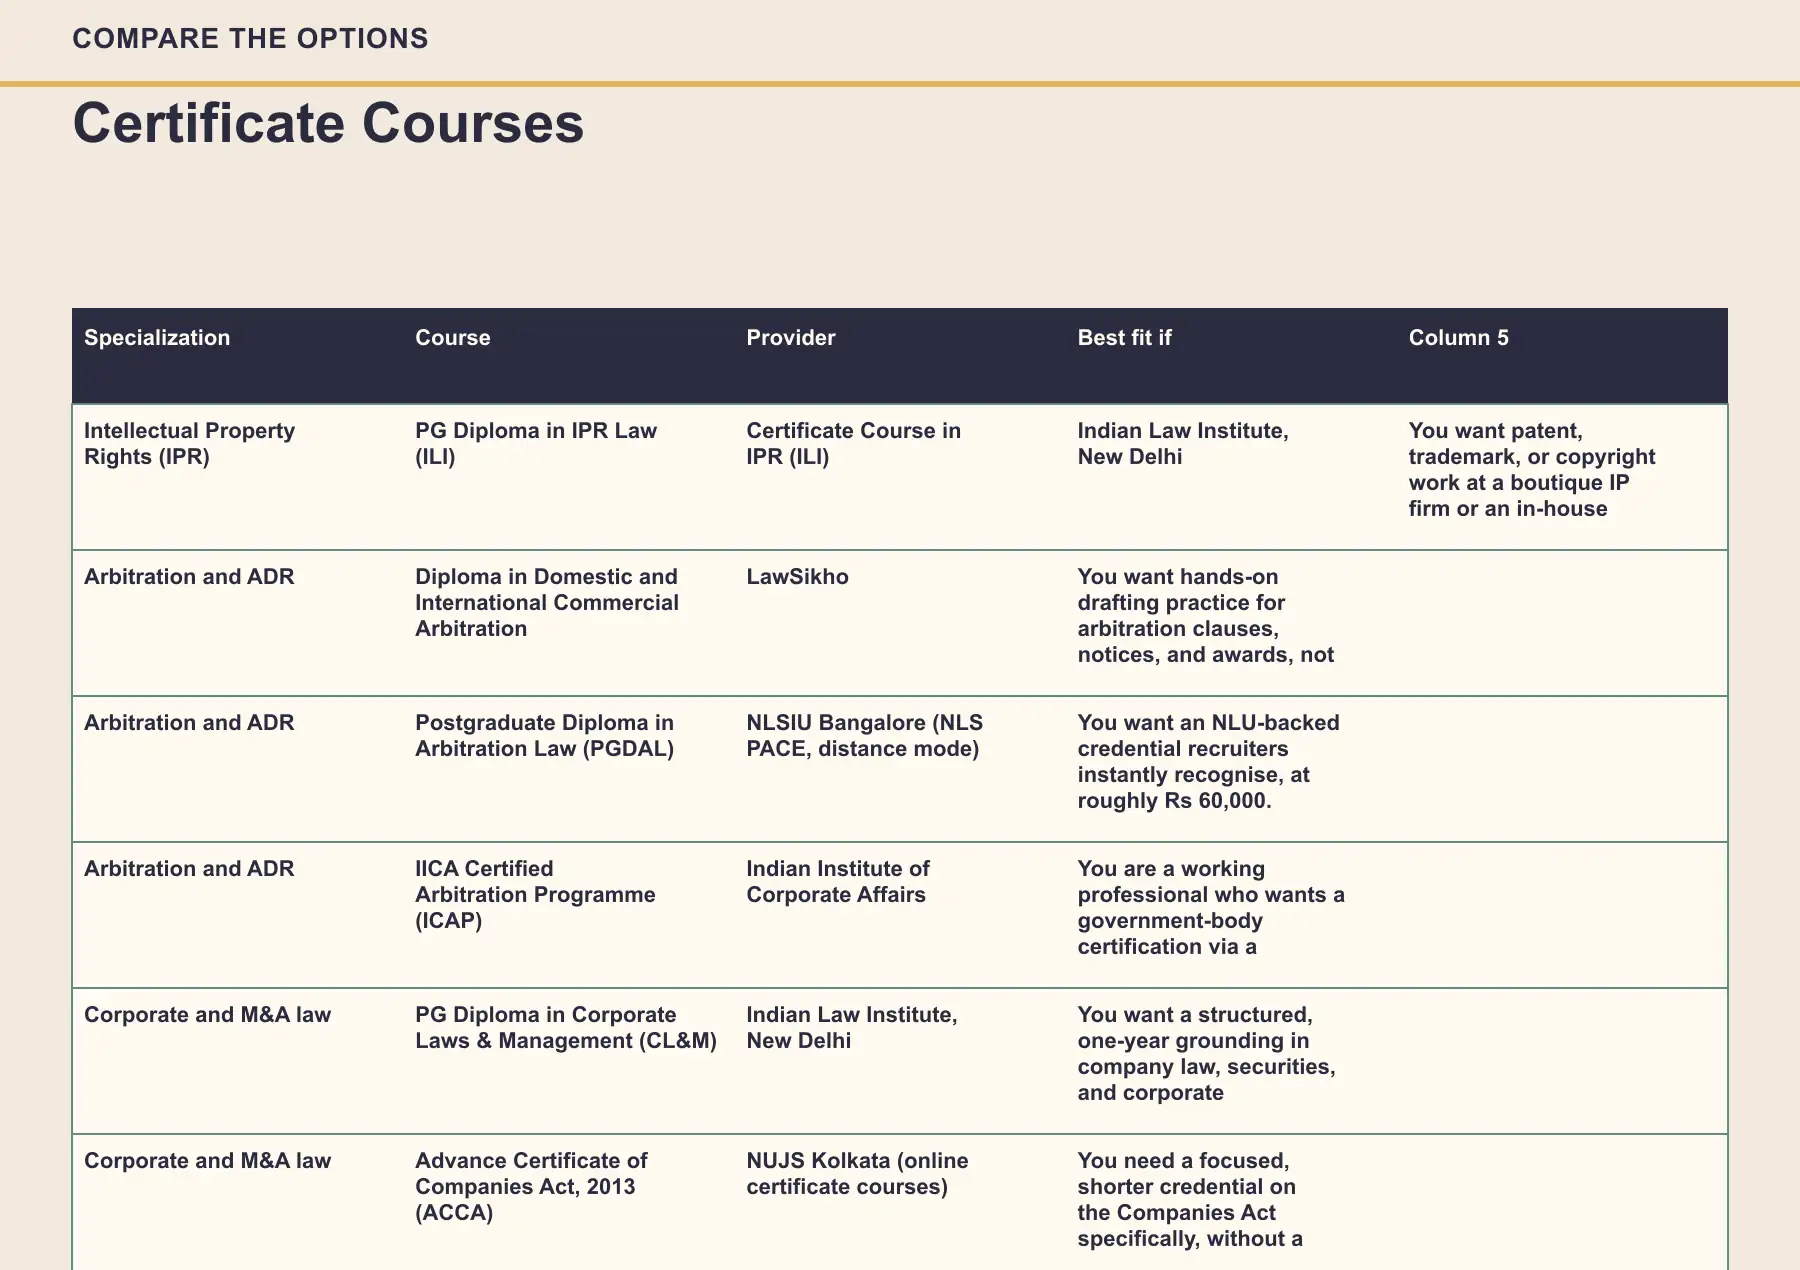 COMPARE THE OPTIONS
Certificate Courses
Specialization Course Provider Best fit if Column 5
Intellectual Property
Rights (IPR)
PG Diploma in IPR Law
(ILI)
Certificate Course in
IPR (ILI)
Indian Law Institute,
New Delhi
You want patent,
trademark, or copyright
work at a boutique IP
firm or an in-house
Arbitration and ADR
Diploma in Domestic and
International Commercial
Arbitration
LawSikho
You want hands-on
drafting practice for
arbitration clauses,
notices, and awards, not
Arbitration and ADR
Postgraduate Diploma in
Arbitration Law (PGDAL)
NLSIU Bangalore (NLS
PACE, distance mode)
You want an NLU-backed
credential recruiters
instantly recognise, at
roughly Rs 60,000.
Arbitration and ADR
IICA Certified
Arbitration Programme
(ICAP)
Indian Institute of
Corporate Affairs
You are a working
professional who wants a
government-body
certification via a
Corporate and M&A law
PG Diploma in Corporate
Laws & Management (CL&M)
Indian Law Institute,
New Delhi
You want a structured,
one-year grounding in
company law, securities,
and corporate
Corporate and M&A law
Advance Certificate of
Companies Act, 2013
(ACCA)
NUJS Kolkata (online
certificate courses)
You need a focused,
shorter credential on
the Companies Act
specifically, without a